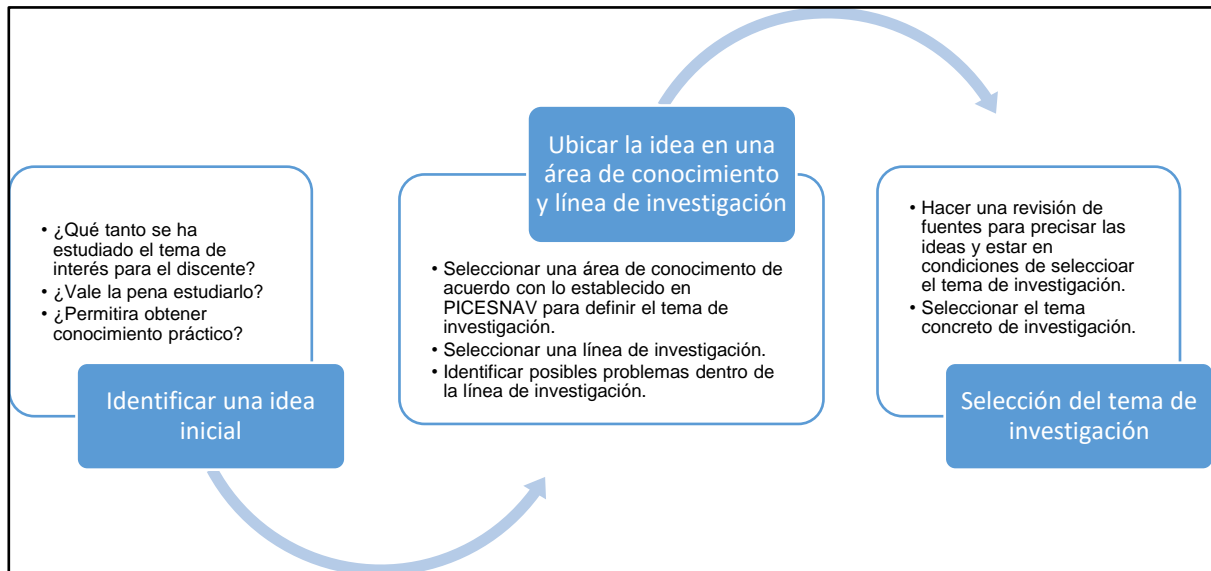 • ¿Qué tanto se ha
estudiado el tema de
interés para el discente?
• ¿Vale la pena estudiarlo?
• ¿Permitira obtener
conocimiento práctico?
Identificar una idea
inicial
Ubicar la idea en una
área de conocimiento
y línea de investigación
• Seleccionar una área de conocimento de
acuerdo con lo establecido en
PICESNAV para definir el tema de
investigación.
• Seleccionar una línea de investigación.
• Identificar posibles problemas dentro de
la línea de investigación.
• Hacer una revisión de
fuentes para precisar las
ideas y estar en
condiciones de seleccioar
el tema de investigación.
• Seleccionar el tema
concreto de investigación.
Selección del tema de
investigación